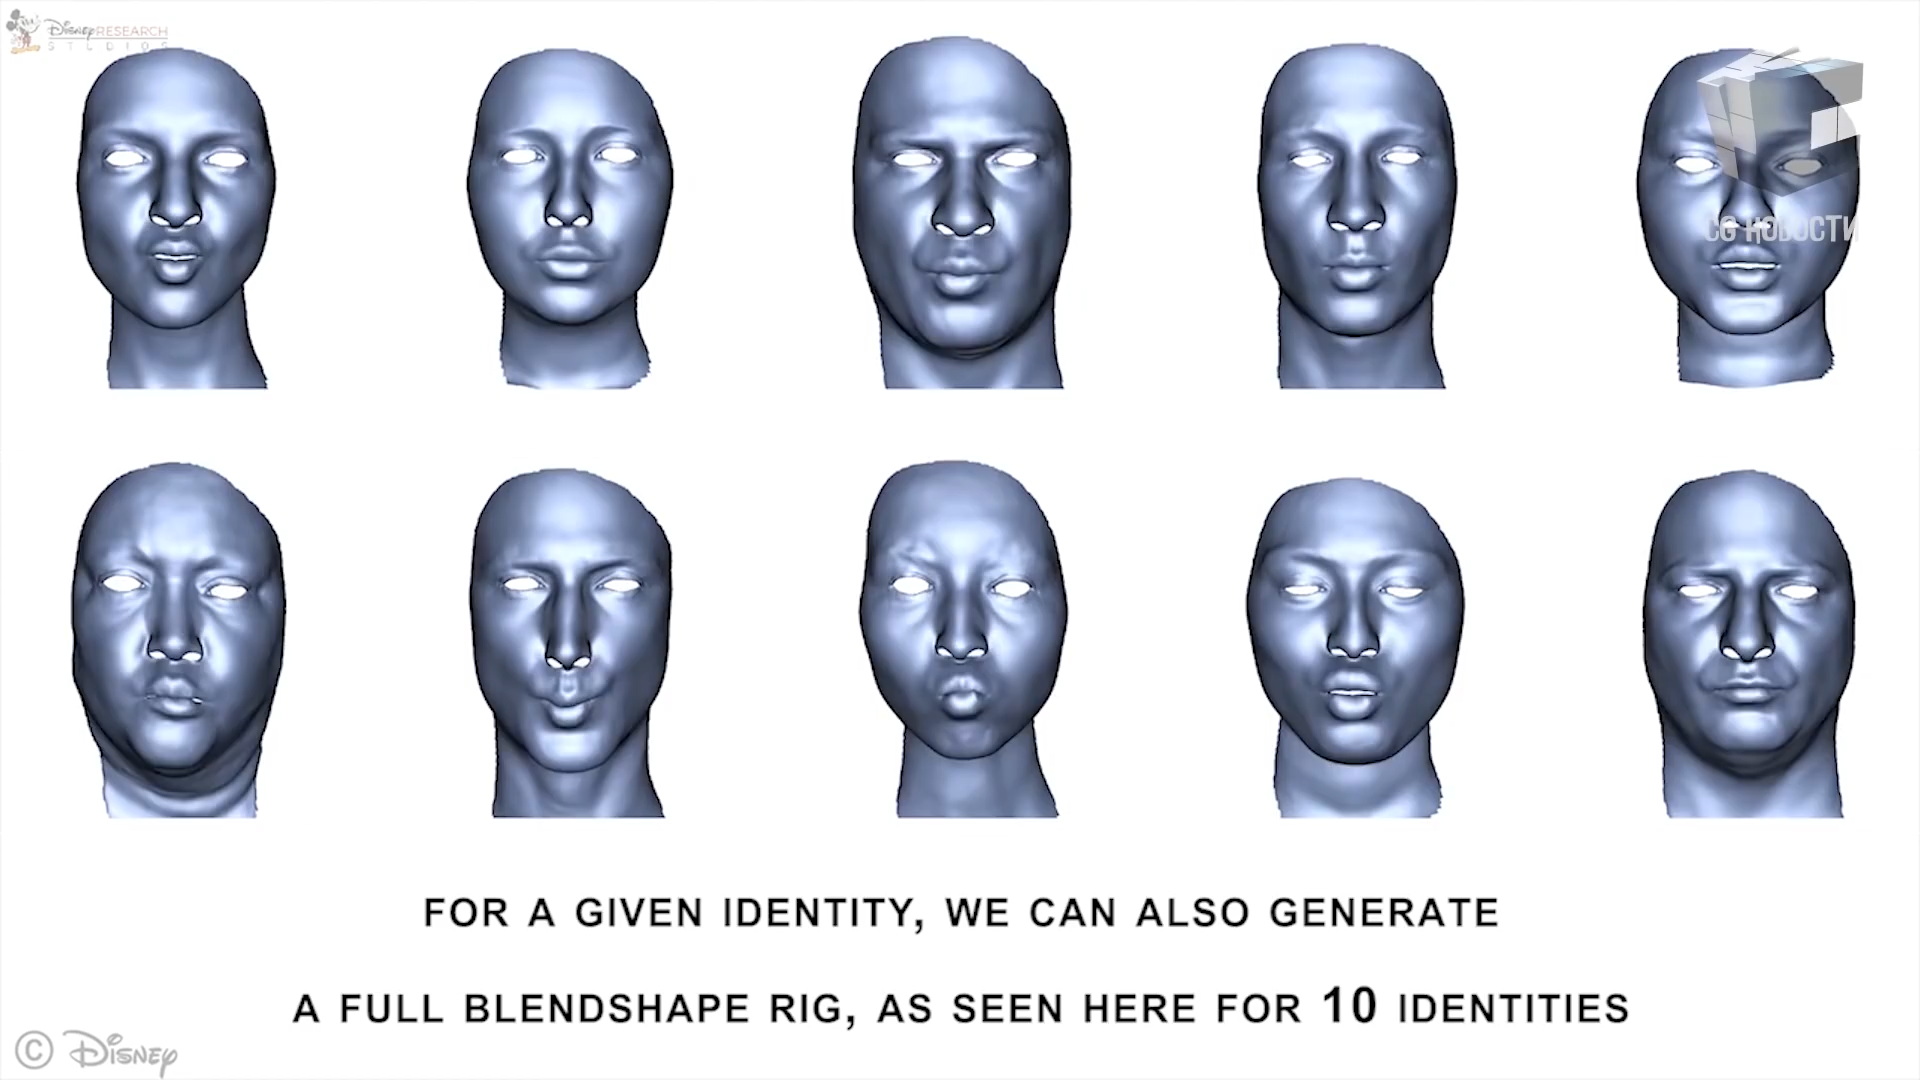 Disney RESEARCH
STUDIOS
CG НОВОСТИ
FOR A GIVEN IDENTITY, WE CAN ALSO GENERATE
A FULL BLENDSHAPE RIG, AS SEEN HERE FOR 10 IDENTITIES
© Disney